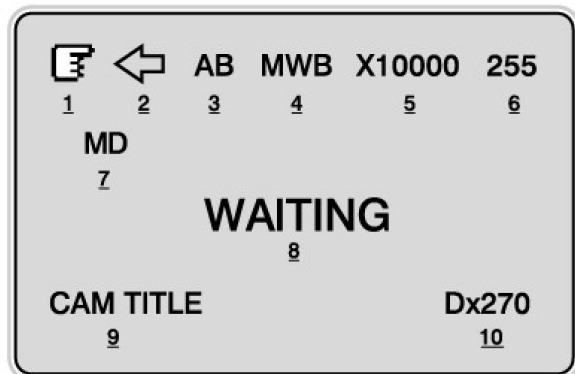 AB MWB X10000 255
1 2 3 4 5 6
MD
7
WAITING
8
CAM TITLE Dx270
9 10